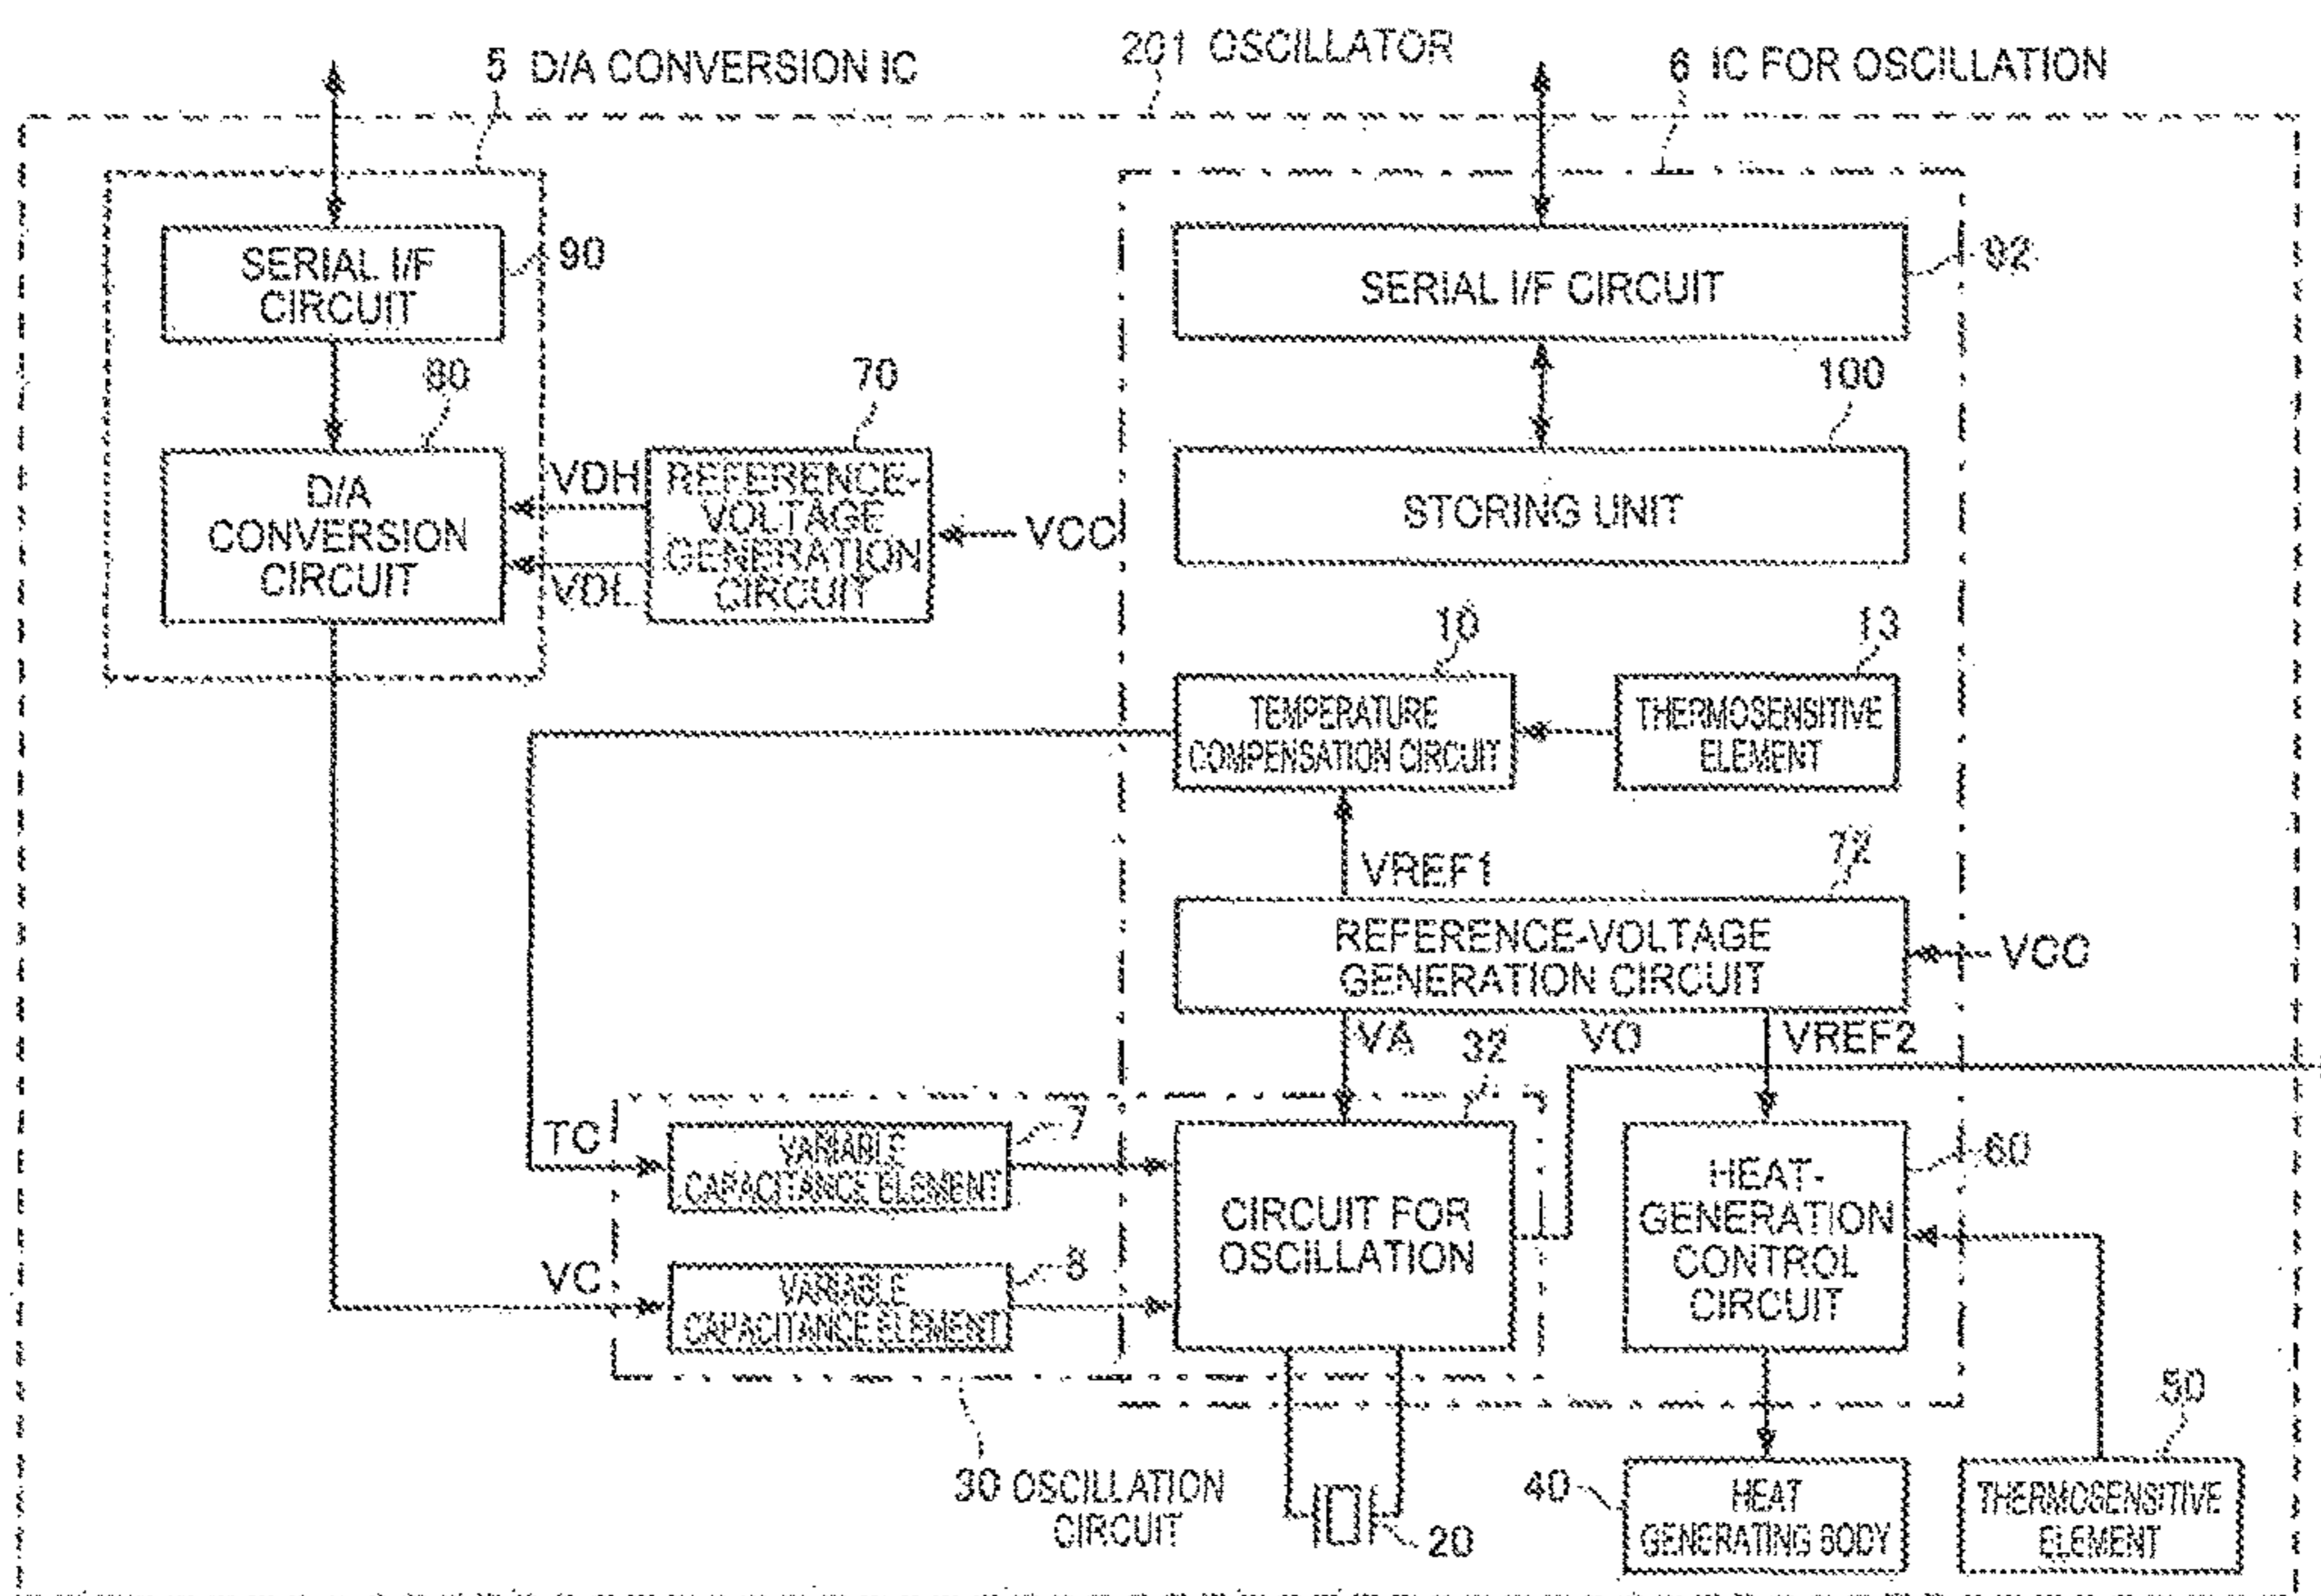 5 D/A CONVERSION IC
201 OSCILLATOR
6 IC FOR OSCILLATION
SERIAL I/F
CIRCUIT
90
SERIAL I/F CIRCUIT
92
80
70
100
D/A
CONVERSION
CIRCUIT
VDH
VDL
REFERENCE-
VOLTAGE
GENERATION
CIRCUIT
VCC
STORING UNIT
10
13
TEMPERATURE
COMPENSATION CIRCUIT
THERMOSENSITIVE
ELEMENT
VREF1
72
REFERENCE-VOLTAGE
GENERATION CIRCUIT
VCC
VA
32
VO
VREF2
TC
VARIABLE
CAPACITANCE ELEMENT
7
CIRCUIT FOR
OSCILLATION
HEAT-
GENERATION
CONTROL
CIRCUIT
60
VC
VARIABLE
CAPACITANCE ELEMENT
8
30 OSCILLATION
CIRCUIT
20
40
HEAT
GENERATING BODY
50
THERMOSENSITIVE
ELEMENT